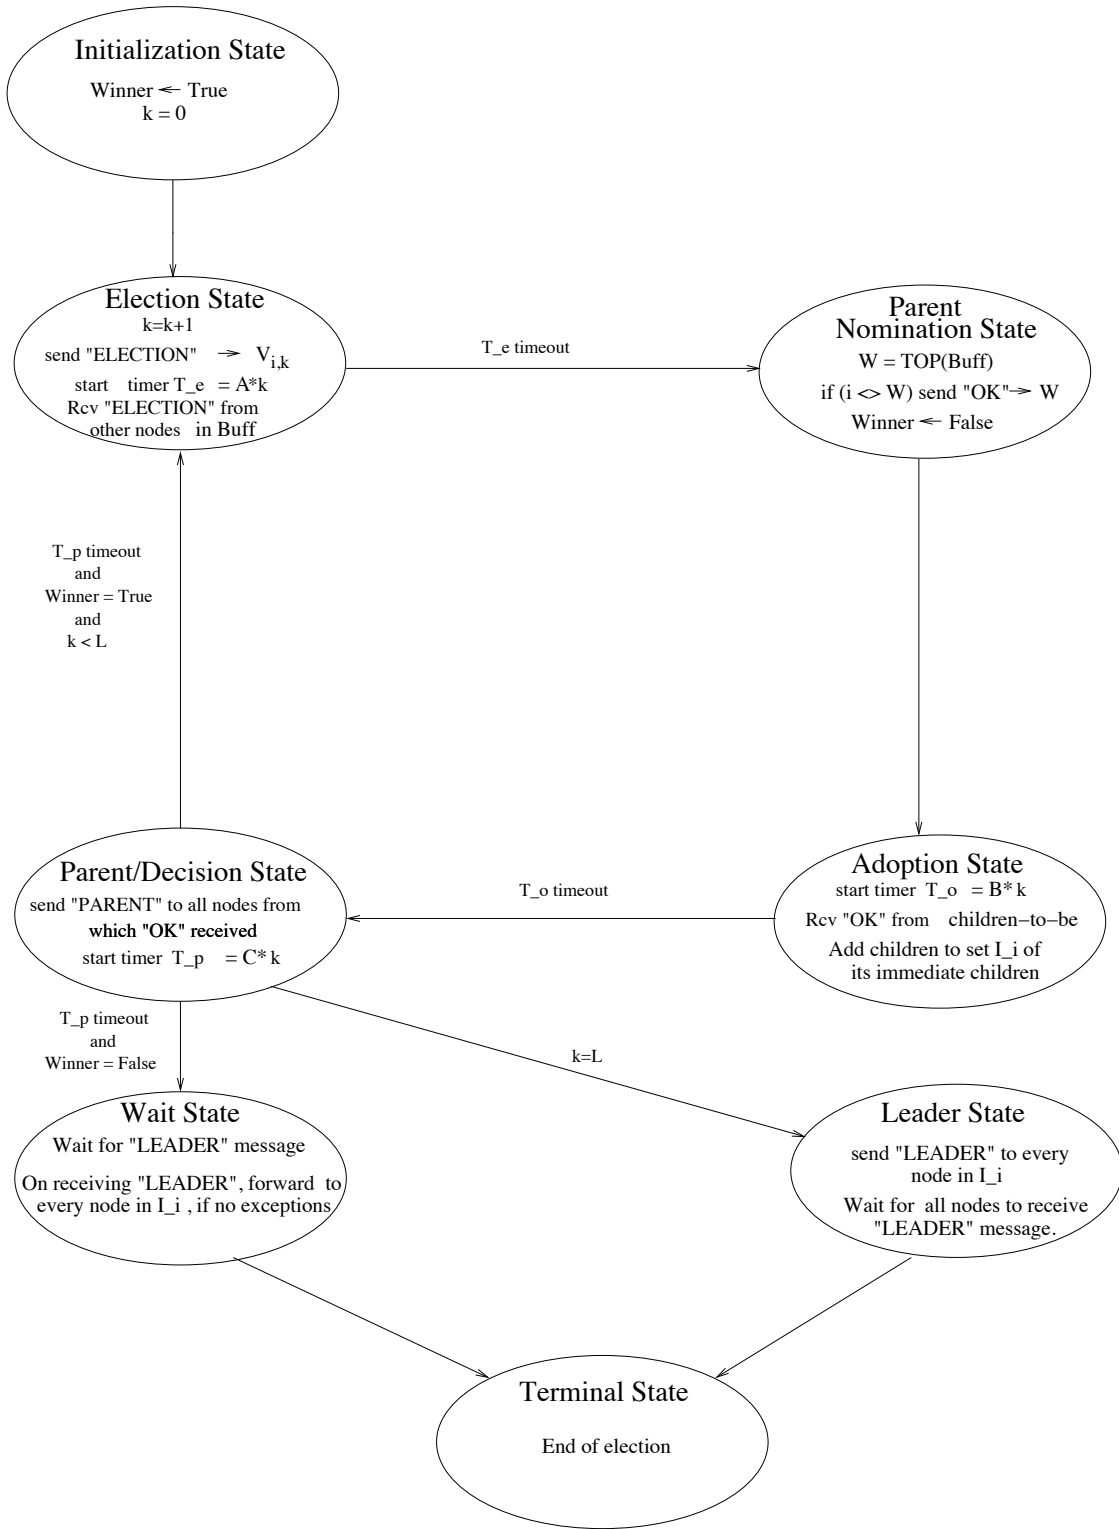 Initialization State
Winner ← True
k = 0
Election State
k=k+1
send "ELECTION" → V_{i,k}
start timer T_e = A*k
Rcv "ELECTION" from
other nodes in Buff
T_e timeout
Parent
Nomination State
W = TOP(Buff)
if (i <> W) send "OK"→ W
Winner ← False
T_p timeout
and
Winner = True
and
k < L
Parent/Decision State
send "PARENT" to all nodes from
which "OK" received
start timer T_p = C* k
T_o timeout
Adoption State
start timer T_o = B* k
Rcv "OK" from children−to−be
Add children to set I_i of
its immediate children
T_p timeout
and
Winner = False
k=L
Wait State
Wait for "LEADER" message
On receiving "LEADER", forward to
every node in I_i , if no exceptions
Leader State
send "LEADER" to every
node in I_i
Wait for all nodes to receive
"LEADER" message.
Terminal State
End of election